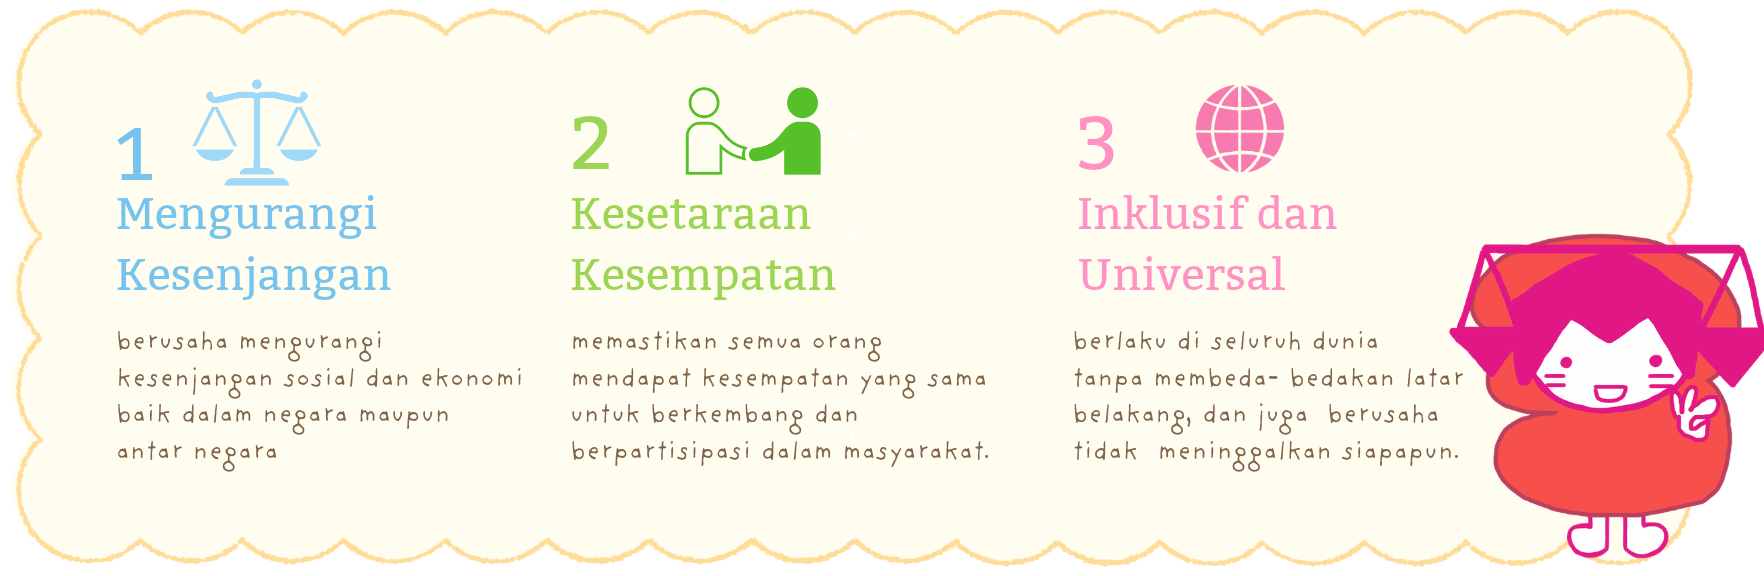 1
Mengurangi
Kesenjangan
berusaha mengurangi
kesenjangan sosial dan ekonomi
baik dalam negara maupun
antar negara
2
Kesetaraan
Kesempatan
memastikan semua orang
mendapat kesempatan yang sama
untuk berkembang dan
berpartisipasi dalam masyarakat.
3
Inklusif dan
Universal
berlaku di seluruh dunia
tanpa membeda- bedakan latar
belakang, dan juga berusaha
tidak meninggalkan siapapun.